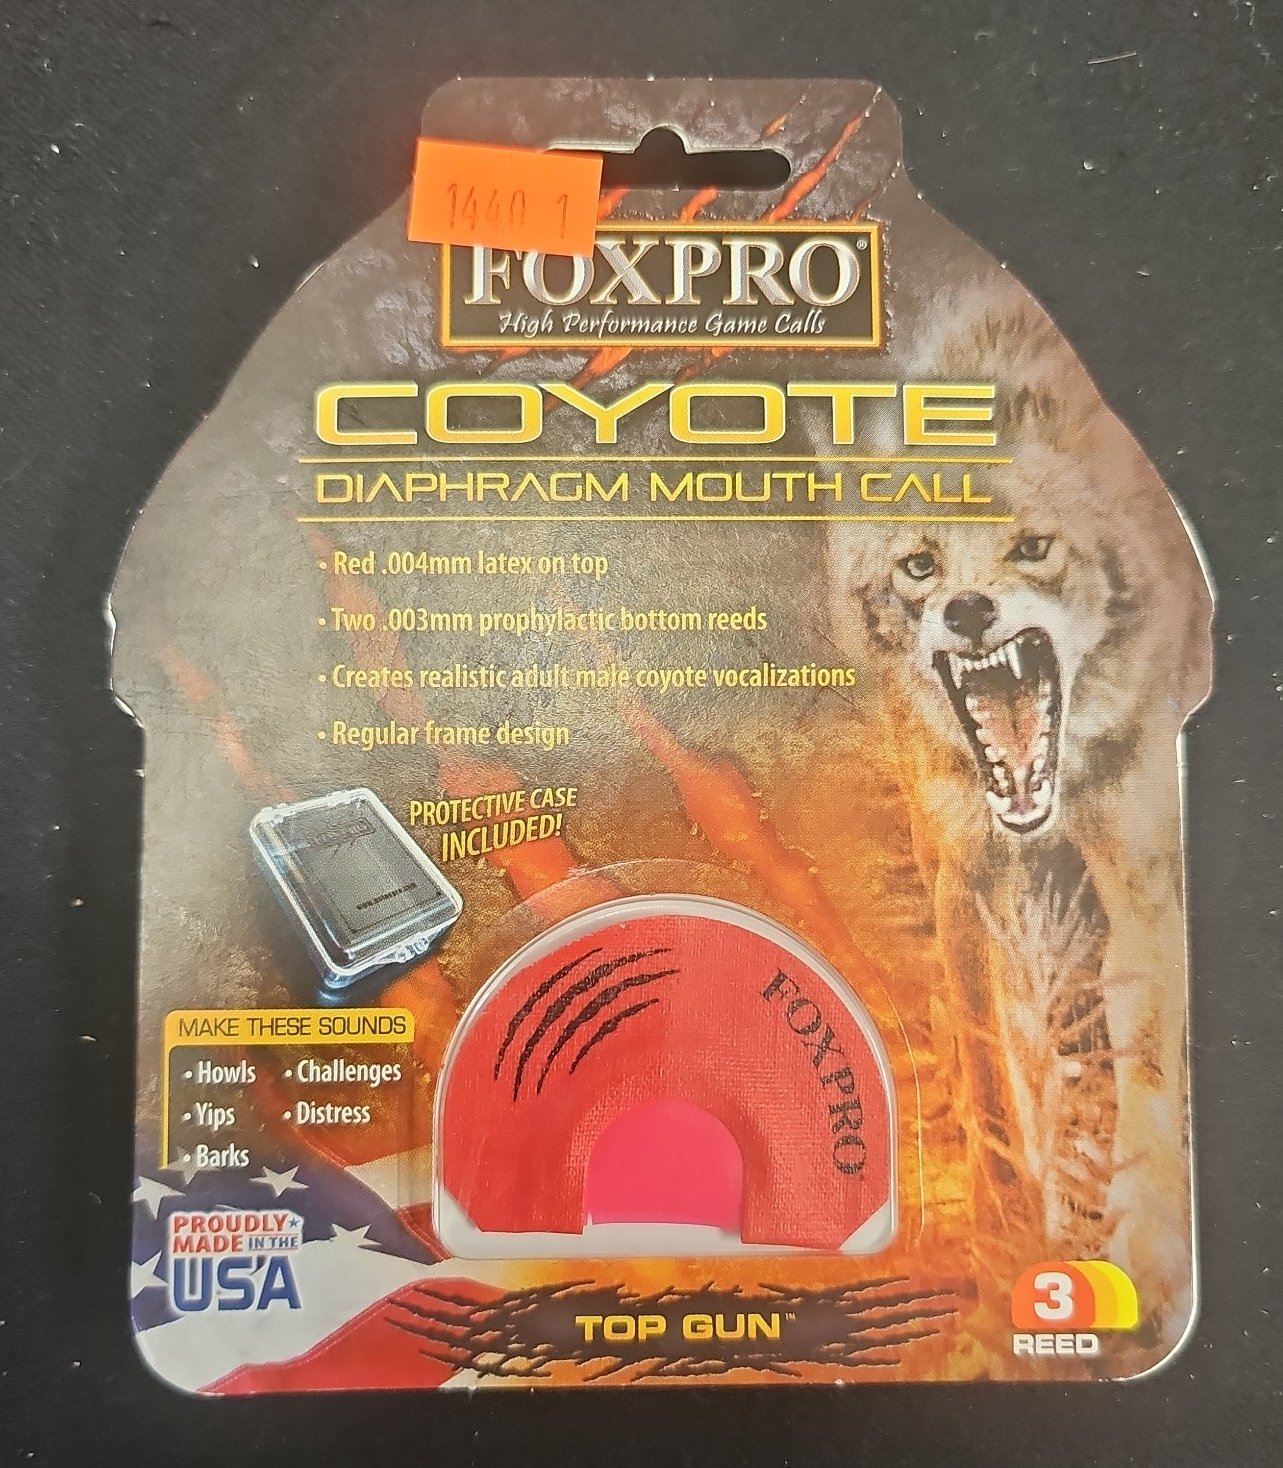 1440 1
FOXPRO®
High Performance Game Calls
COYOTE
DIAPHRAGM MOUTH CALL
• Red .004mm latex on top
• Two .003mm prophylactic bottom reeds
• Creates realistic adult male coyote vocalizations
• Regular frame design
PROTECTIVE CASE
INCLUDED!
MAKE THESE SOUNDS
• Howls • Challenges
• Yips • Distress
• Barks
FOXPRO
PROUDLY
MADE IN THE
USA
TOP GUN™
3
REED